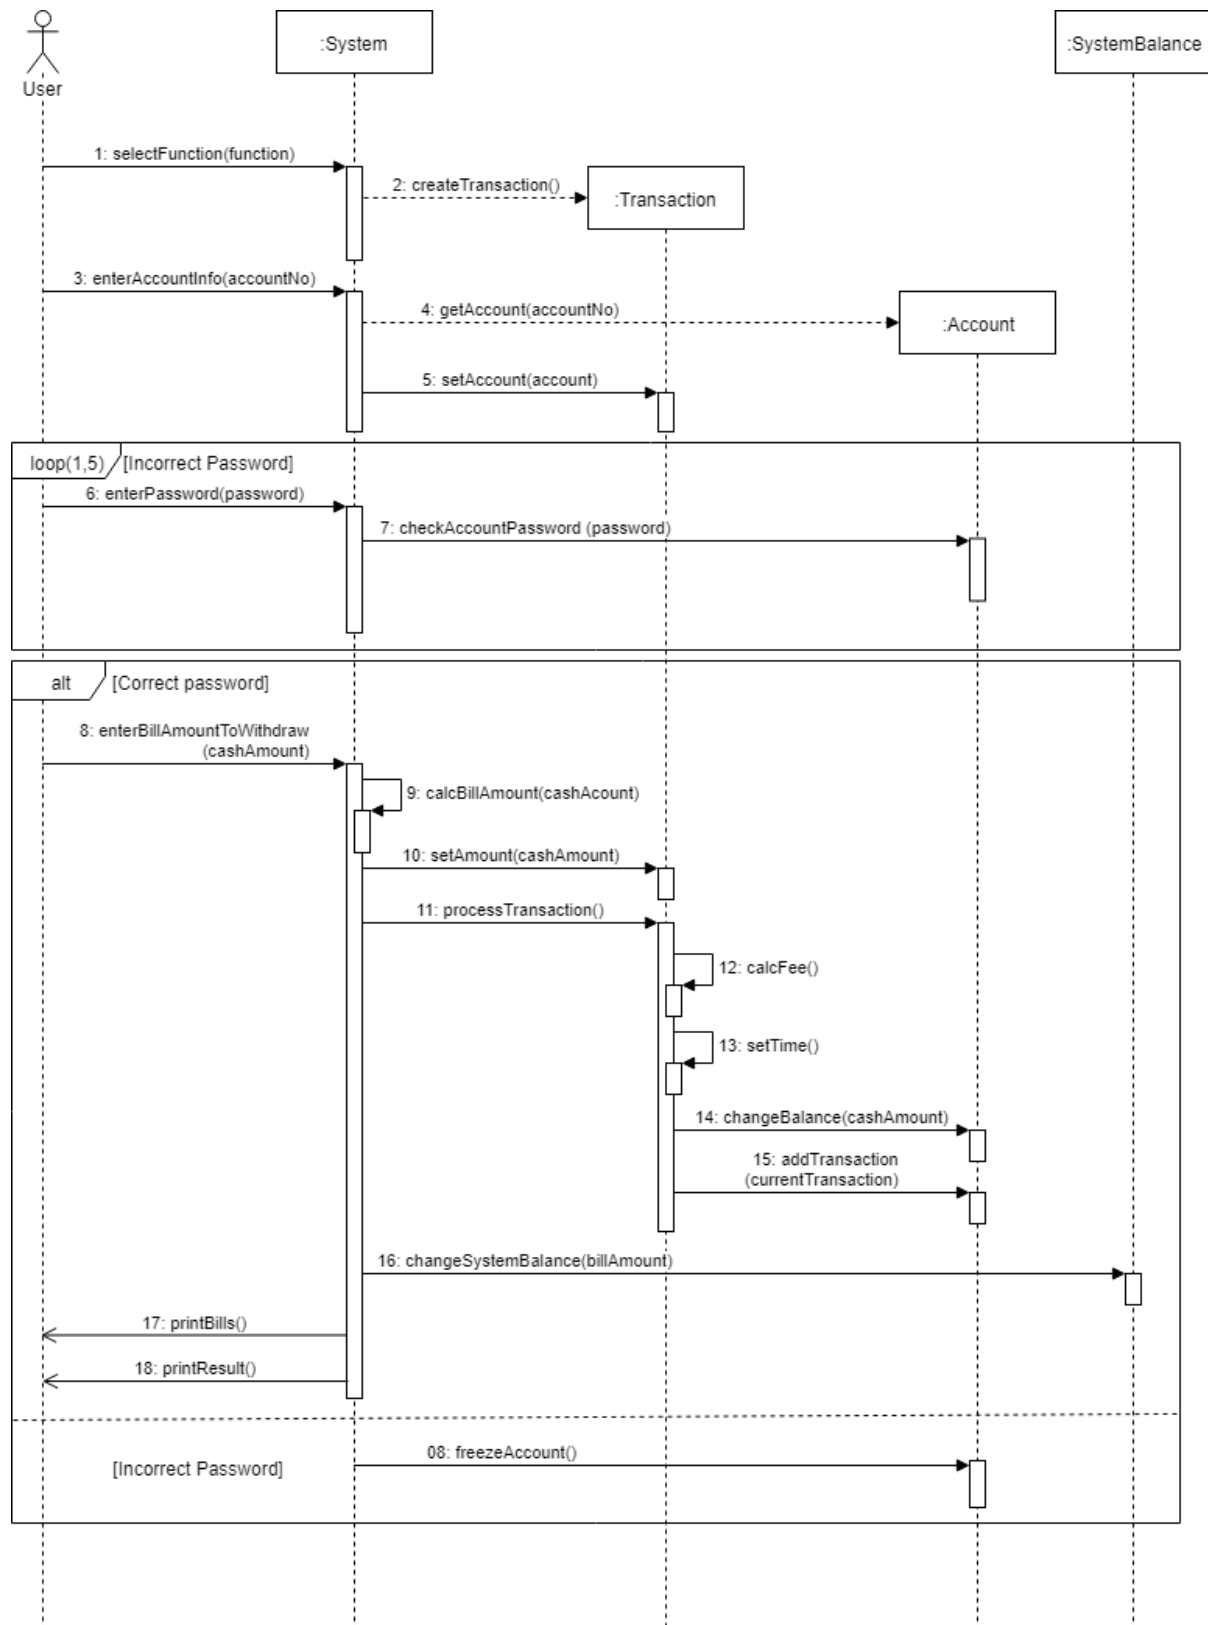 :System
:SystemBalance
User
1: selectFunction(function)
2: createTransaction()
:Transaction
3: enterAccountInfo(accountNo)
4: getAccount(accountNo)
:Account
5: setAccount(account)
loop(1,5)
[Incorrect Password]
6: enterPassword(password)
7: checkAccountPassword (password)
alt
[Correct password]
8: enterBillAmountToWithdraw
(cashAmount)
9: calcBillAmount(cashAcount)
10: setAmount(cashAmount)
11: processTransaction()
12: calcFee()
13: setTime()
14: changeBalance(cashAmount)
15: addTransaction
(currentTransaction)
16: changeSystemBalance(billAmount)
17: printBills()
18: printResult()
08: freezeAccount()
[Incorrect Password]